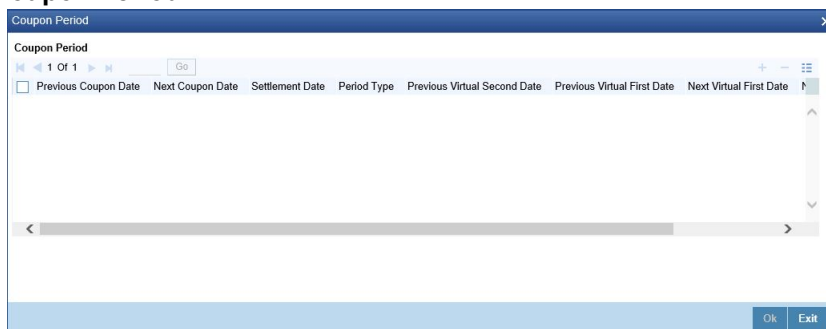 Coupon Period
Coupon Period
1 Of 1 Go
Previous Coupon Date Next Coupon Date Settlement Date Period Type Previous Virtual Second Date Previous Virtual First Date Next Virtual First Date
Ok Exit